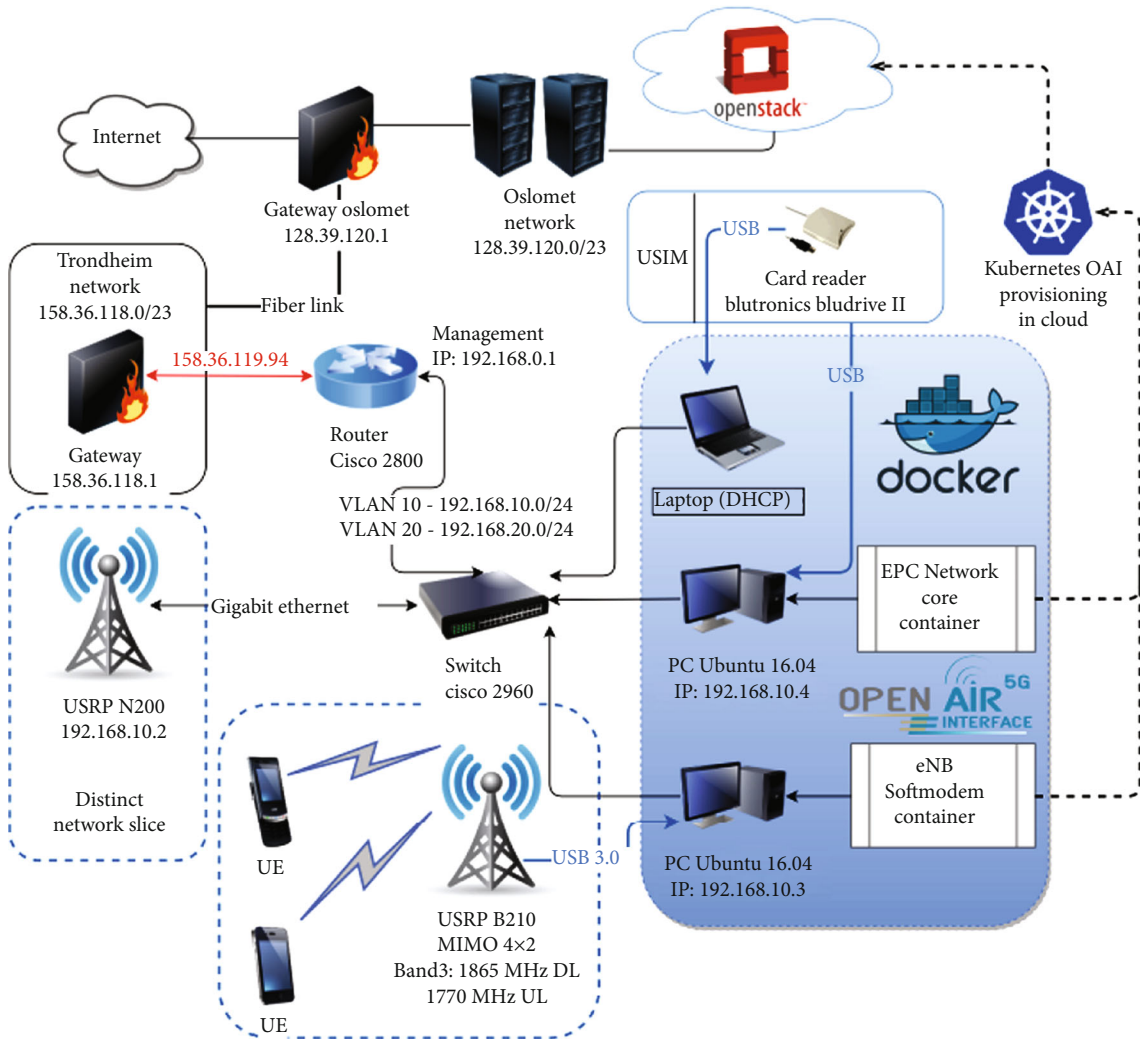 openstack
Internet
Gateway oslomet
128.39.120.1
Oslomet
network
128.39.120.0/23
USIM
USB
Card reader
blutronics bludrive II
Kubernetes OAI
provisioning
in cloud
Trondheim
network
158.36.118.0/23
Fiber link
158.36.119.94
Management
IP: 192.168.0.1
Gateway
158.36.118.1
Router
Cisco 2800
VLAN 10 - 192.168.10.0/24
VLAN 20 - 192.168.20.0/24
USB
docker
Laptop (DHCP)
Gigabit ethernet
Switch
cisco 2960
EPC Network
core
container
PC Ubuntu 16.04
IP: 192.168.10.4
OPEN AIR 5G
INTERFACE
USRP N200
192.168.10.2
Distinct
network slice
UE
UE
USB 3.0
USRP B210
MIMO 4×2
Band3: 1865 MHz DL
1770 MHz UL
eNB
Softmodem
container
PC Ubuntu 16.04
IP: 192.168.10.3